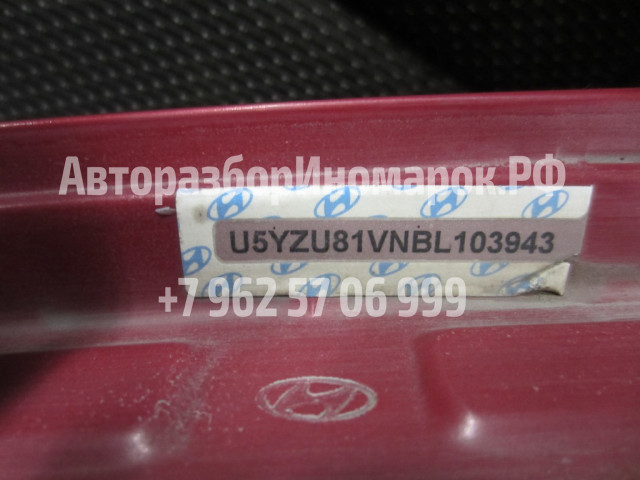 АвторазборИномарок.РФ
U5YZU81VNBL103943
+7 962 57 06 999